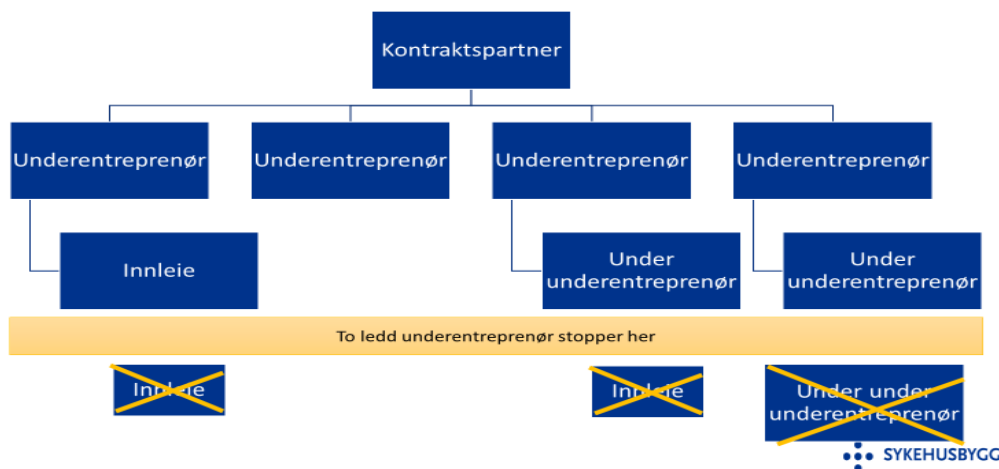 Kontraktspartner
Underentreprenør
Underentreprenør
Underentreprenør
Underentreprenør
Innleie
Under
underentreprenør
Under
underentreprenør
To ledd underentreprenør stopper her
Innleie
Innleie
Under under
underentreprenør
SYKEHUSBYGG